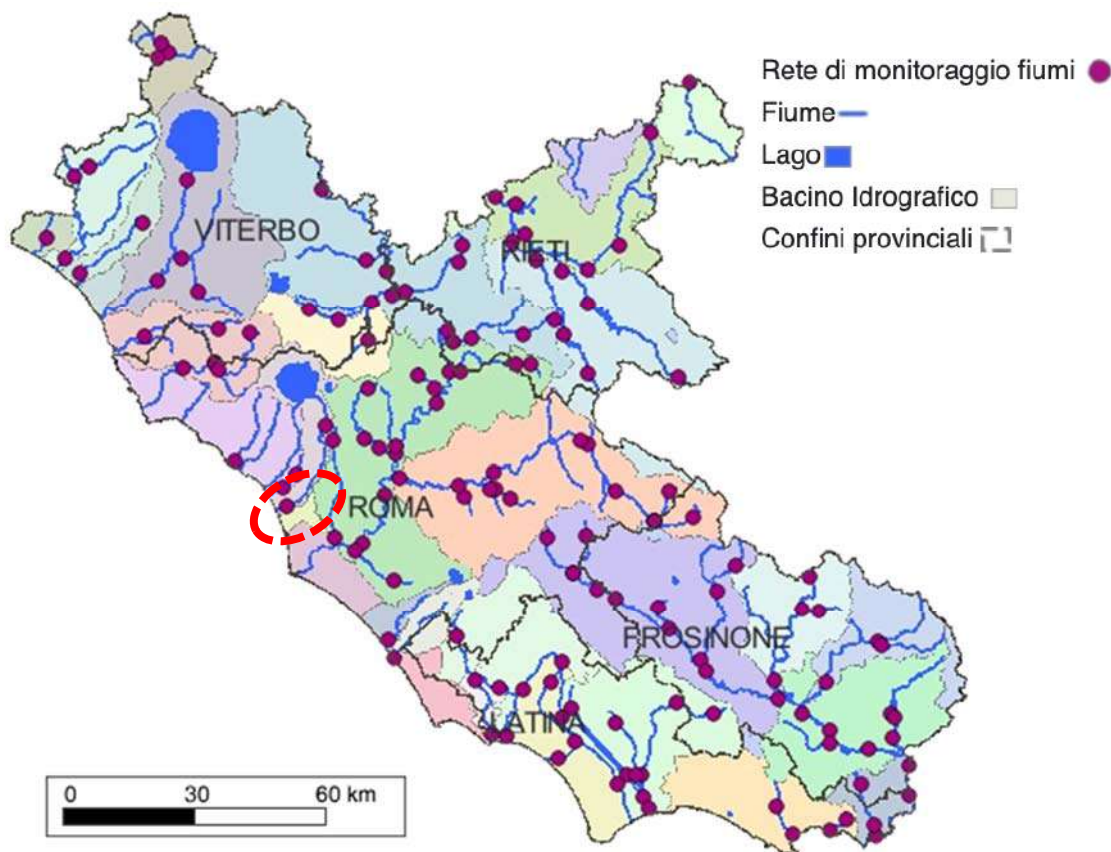 Rete di monitoraggio fiumi
Fiume
Lago
Bacino Idrografico
Confini provinciali
VITERBO
RIETI
ROMA
FROSINONE
LATINA
0 30 60 km